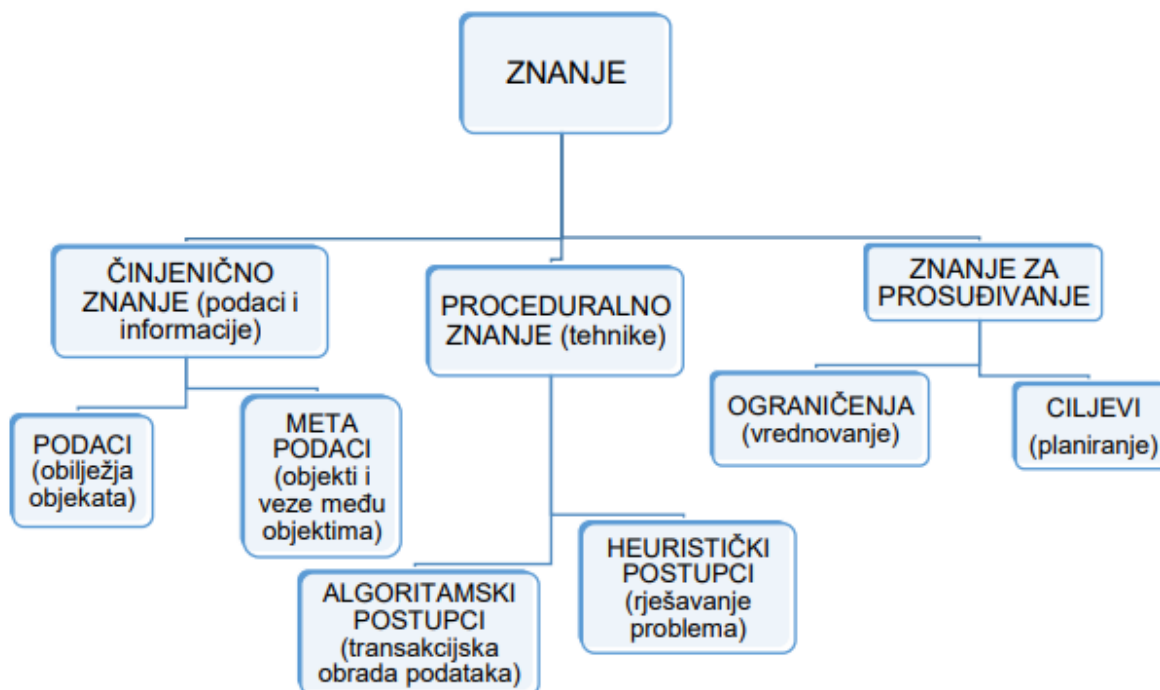 ZNANJE
ČINJENIČNO
ZNANJE (podaci i
informacije)
PROCEDURALNO
ZNANJE (tehnike)
ZNANJE ZA
PROSUĐIVANJE
PODACI
(obilježja
objekata)
META
PODACI
(objekti i
veze među
objektima)
ALGORITAMSKI
POSTUPCI
(transakcijska
obrada podataka)
HEURISTIČKI
POSTUPCI
(rješavanje
problema)
OGRANIČENJA
(vrednovanje)
CILJEVI
(planiranje)